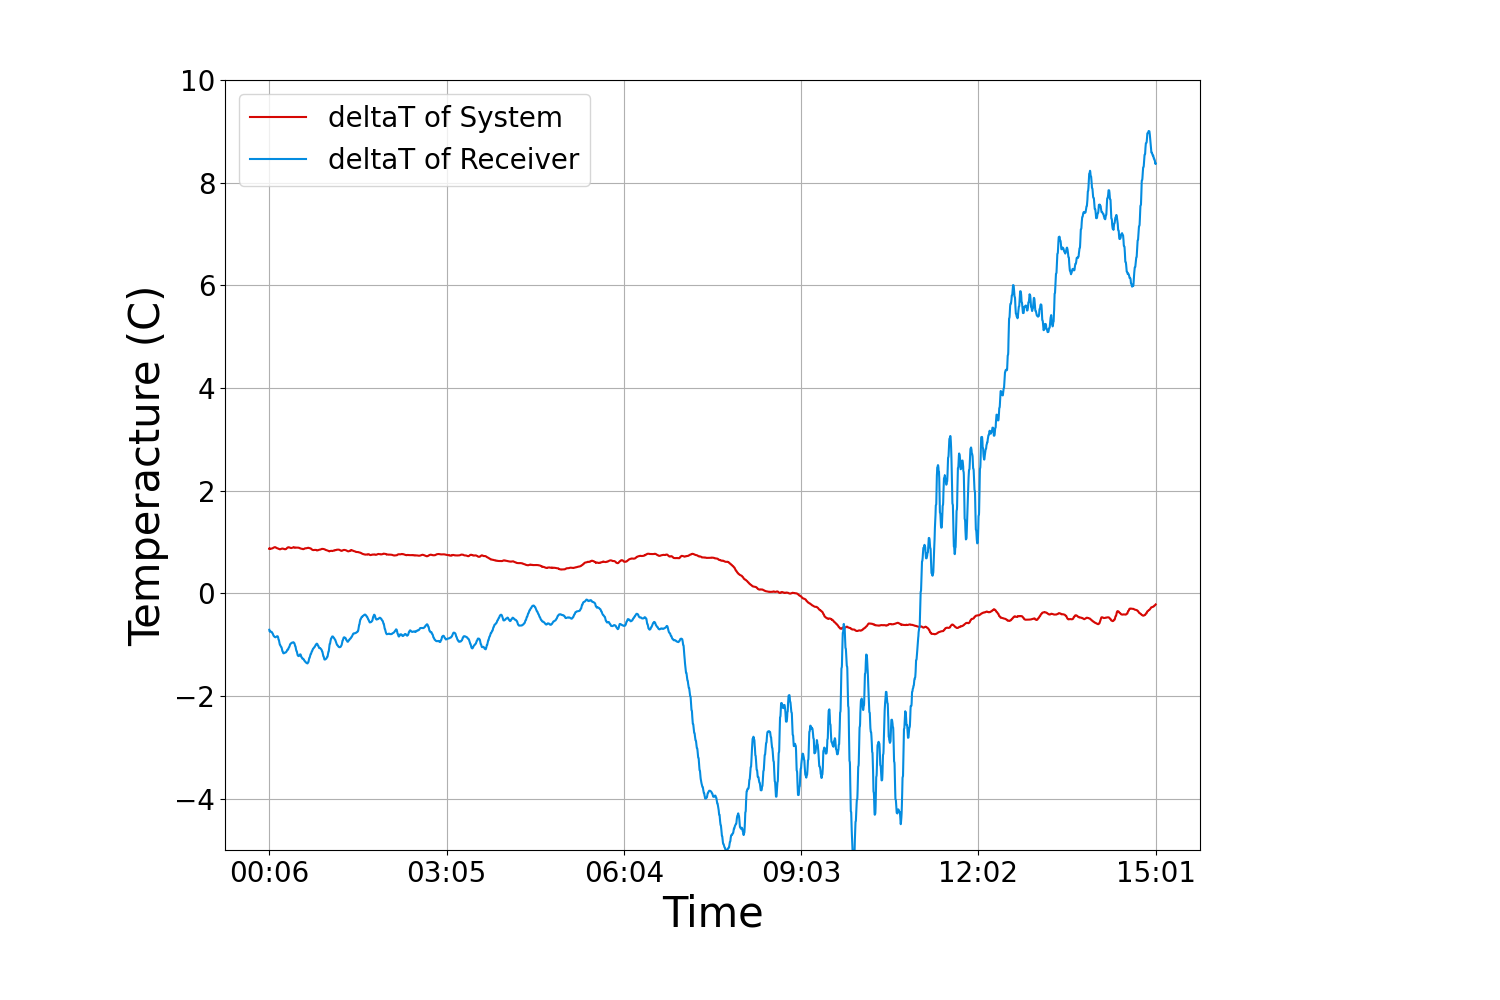 10
8
6
4
2
0
−2
−4
Temperacture (C)
deltaT of System
deltaT of Receiver
00:06 03:05 06:04 09:03 12:02 15:01
Time